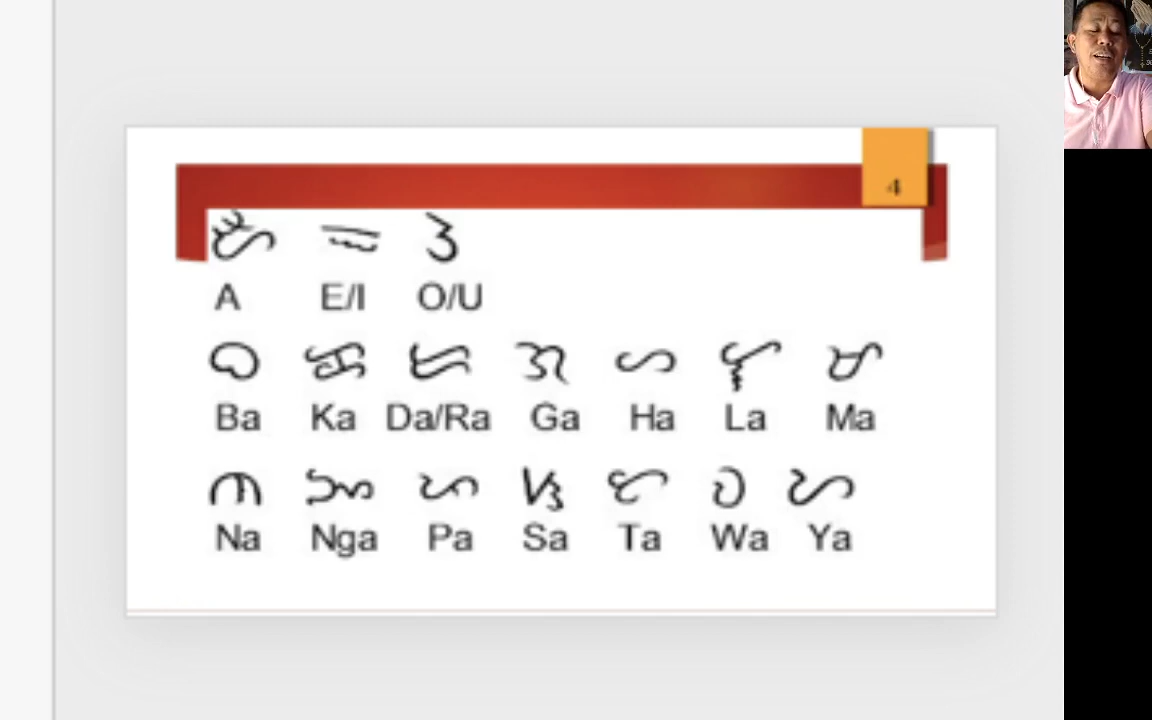 4
ᜀ ᜁ ᜂ
A E/I O/U
ᜊ ᜃ ᜇ ᜄ ᜑ ᜎ ᜋ
Ba Ka Da/Ra Ga Ha La Ma
ᜈ ᜅ ᜉ ᜐ ᜆ ᜏ ᜌ
Na Nga Pa Sa Ta Wa Ya